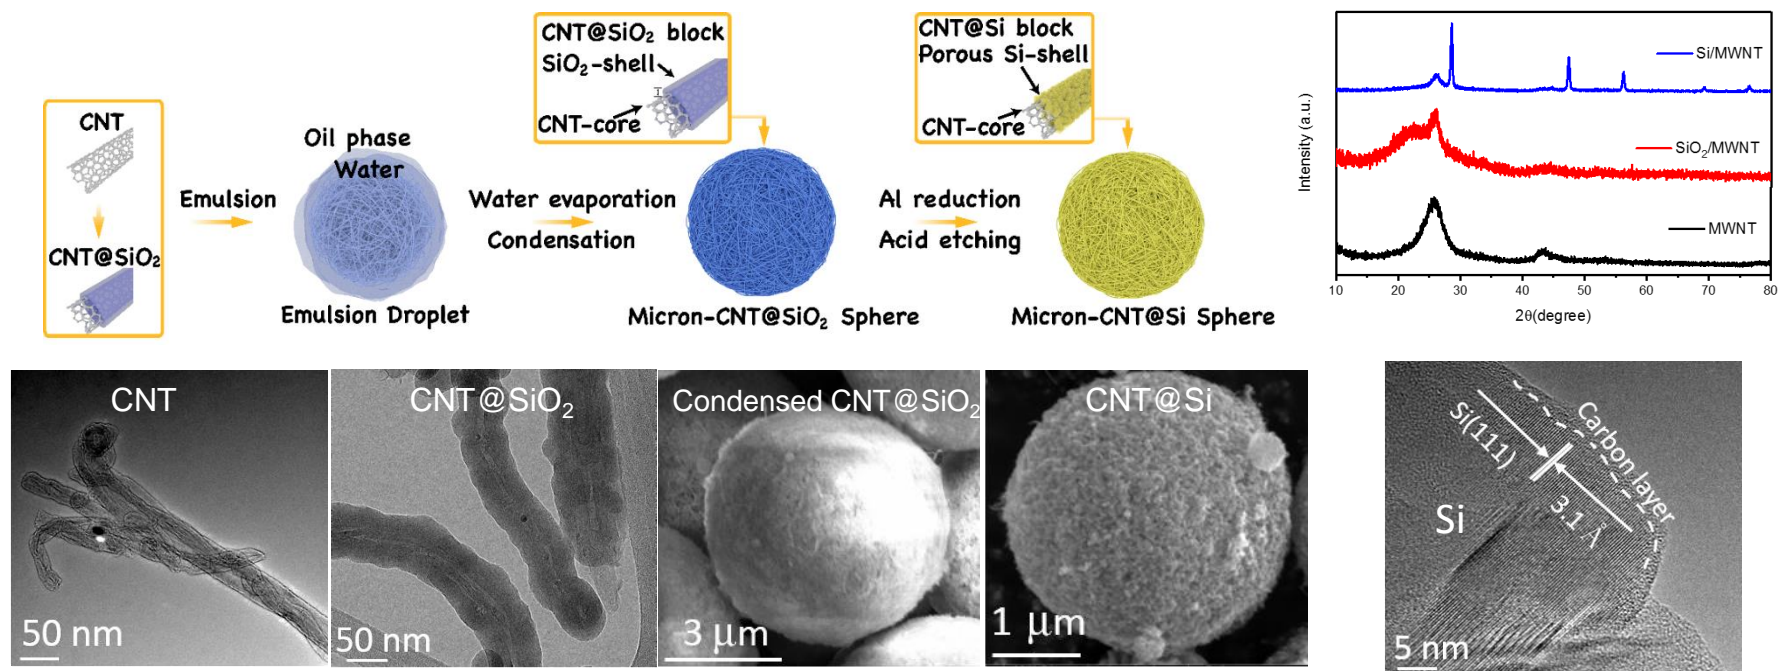 CNT
CNT@SiO₂
Emulsion
Oil phase
Water
Emulsion Droplet
Water evaporation
Condensation
CNT@SiO₂ block
SiO₂-shell
CNT-core
Micron-CNT@SiO₂ Sphere
Al reduction
Acid etching
CNT@Si block
Porous Si-shell
CNT-core
Micron-CNT@Si Sphere
Intensity (a.u.)
Si/MWNT
SiO₂/MWNT
MWNT
10 20 30 40 50 60 70 80
2θ(degree)
CNT
50 nm
CNT@SiO₂
50 nm
Condensed CNT@SiO₂
3 μm
CNT@Si
1 μm
Si(111)
Carbon layer
3.1 Å
Si
5 nm